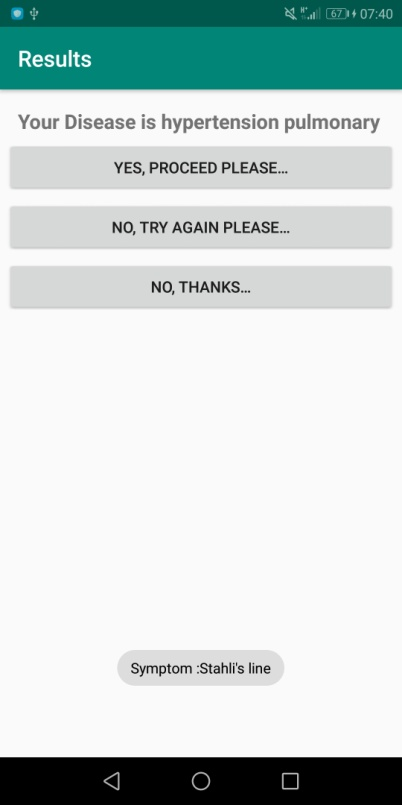 67 07:40
Results
Your Disease is hypertension pulmonary
YES, PROCEED PLEASE...
NO, TRY AGAIN PLEASE...
NO, THANKS...
Symptom :Stahli's line